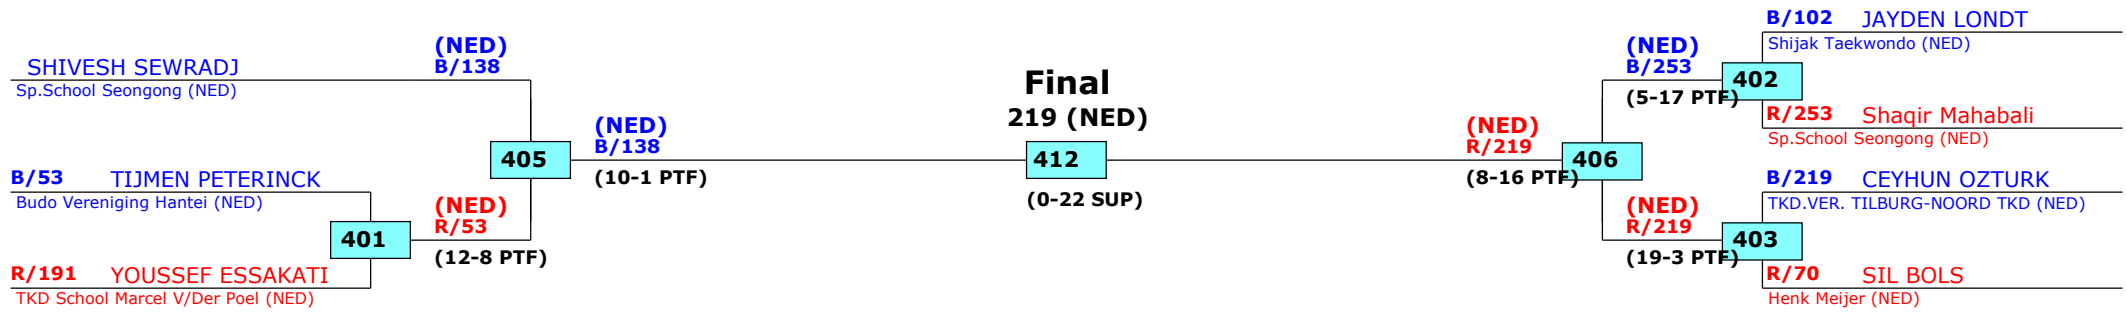 (NED)
B/138
SHIVESH SEWRADJ
Sp.School Seongong (NED)
405
(NED)
B/138
(10-1 PTF)
B/53 TIJMEN PETERINCK
Budo Vereniging Hantei (NED)
401
(NED)
R/53
(12-8 PTF)
R/191 YOUSSEF ESSAKATI
TKD School Marcel V/Der Poel (NED)
Final
219 (NED)
412
(0-22 SUP)
(NED)
R/219
(8-16 PTF)
406
(NED)
B/253
(5-17 PTF)
402
B/102 JAYDEN LONDT
Shijak Taekwondo (NED)
R/253 Shaqir Mahabali
Sp.School Seongong (NED)
B/219 CEYHUN OZTURK
TKD.VER. TILBURG-NOORD TKD (NED)
(NED)
R/219
(19-3 PTF)
403
R/70 SIL BOLS
Henk Meijer (NED)